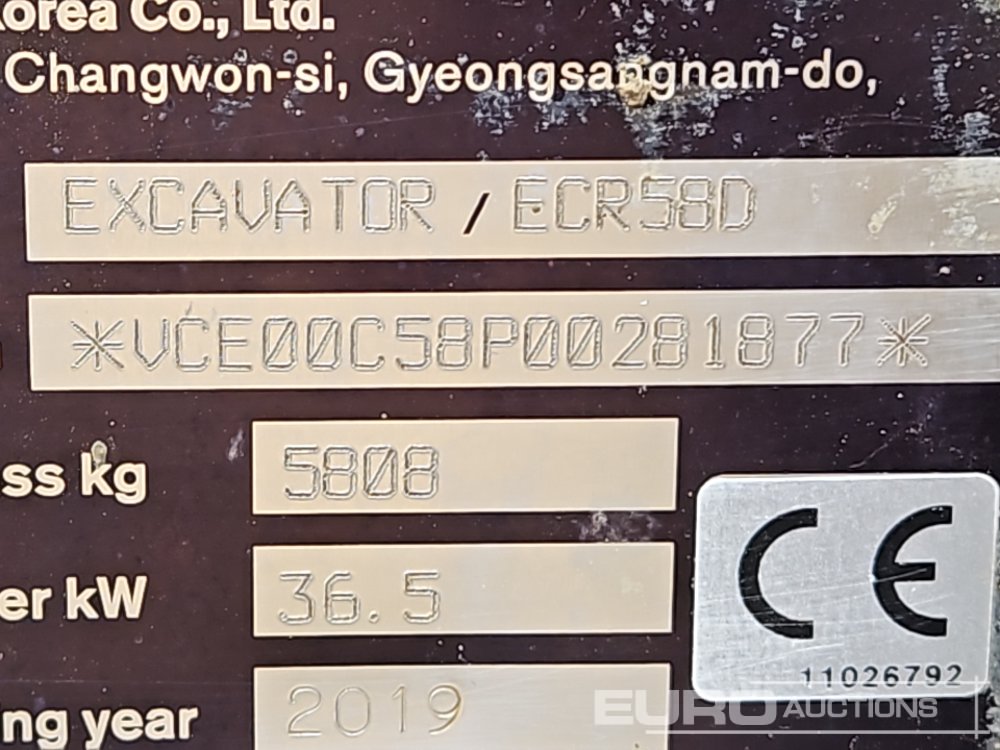 Korea Co., Ltd.
Changwon-si, Gyeongsangnam-do,
EXCAVATOR / ECR58D
*VCE00C58P00281877*
ss kg
5808
er kW
36.5
CE
11026792
ng year
2019
EURO AUCTIONS